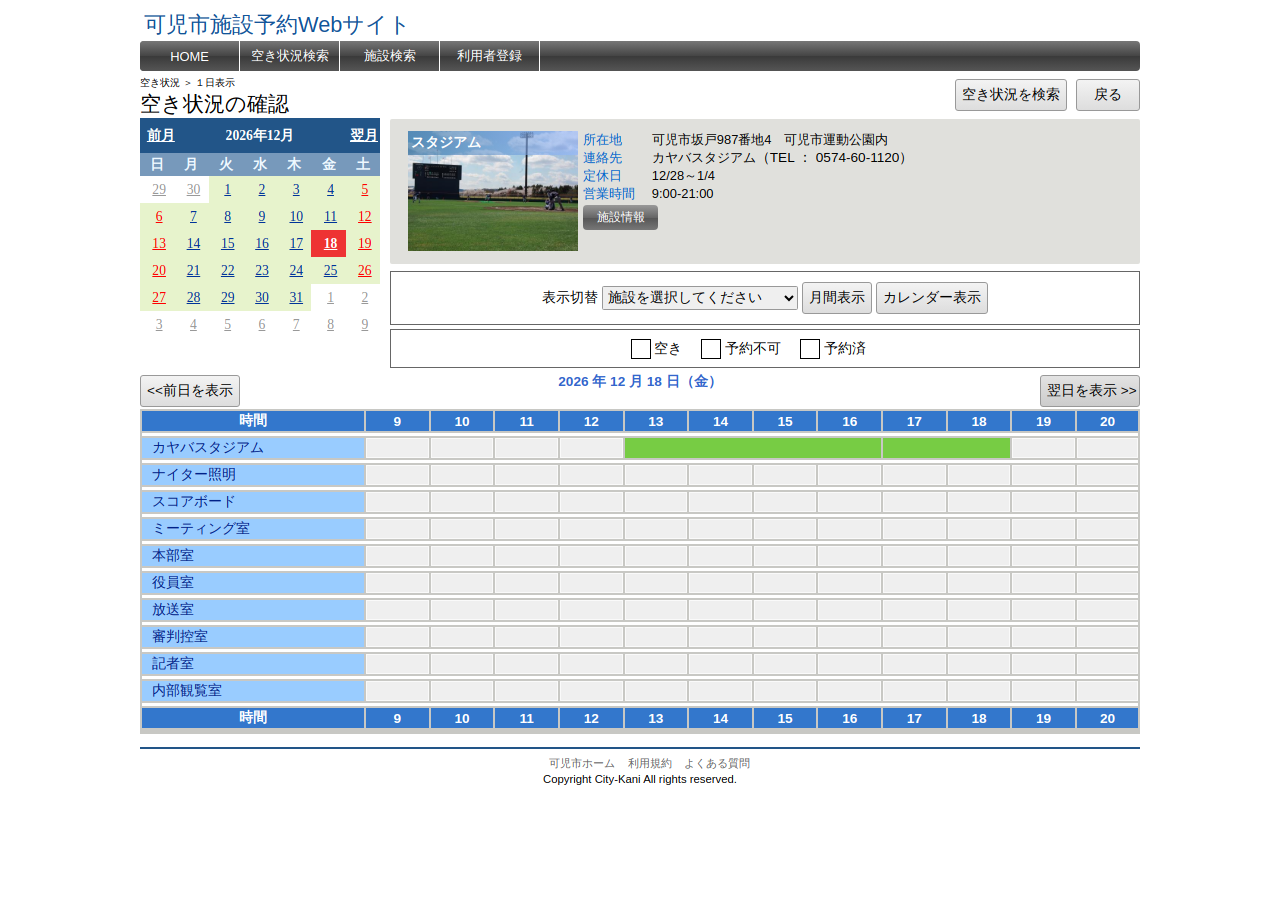 可児市施設予約Webサイト
HOME 空き状況検索 施設検索 利用者登録
空き状況 ＞ １日表示
空き状況の確認
空き状況を検索 戻る
前月 2026年12月 翌月
日 月 火 水 木 金 土
29 30 1 2 3 4 5
6 7 8 9 10 11 12
13 14 15 16 17 18 19
20 21 22 23 24 25 26
27 28 29 30 31 1 2
3 4 5 6 7 8 9
スタジアム
所在地 可児市坂戸987番地4　可児市運動公園内
連絡先 カヤバスタジアム（TEL ： 0574-60-1120）
定休日 12/28～1/4
営業時間 9:00-21:00
施設情報
表示切替 施設を選択してください 月間表示 カレンダー表示
空き 予約不可 予約済
<<前日を表示 2026 年 12 月 18 日（金） 翌日を表示 >>
時間 9 10 11 12 13 14 15 16 17 18 19 20
カヤバスタジアム
ナイター照明
スコアボード
ミーティング室
本部室
役員室
放送室
審判控室
記者室
内部観覧室
時間 9 10 11 12 13 14 15 16 17 18 19 20
可児市ホーム 利用規約 よくある質問
Copyright City-Kani All rights reserved.